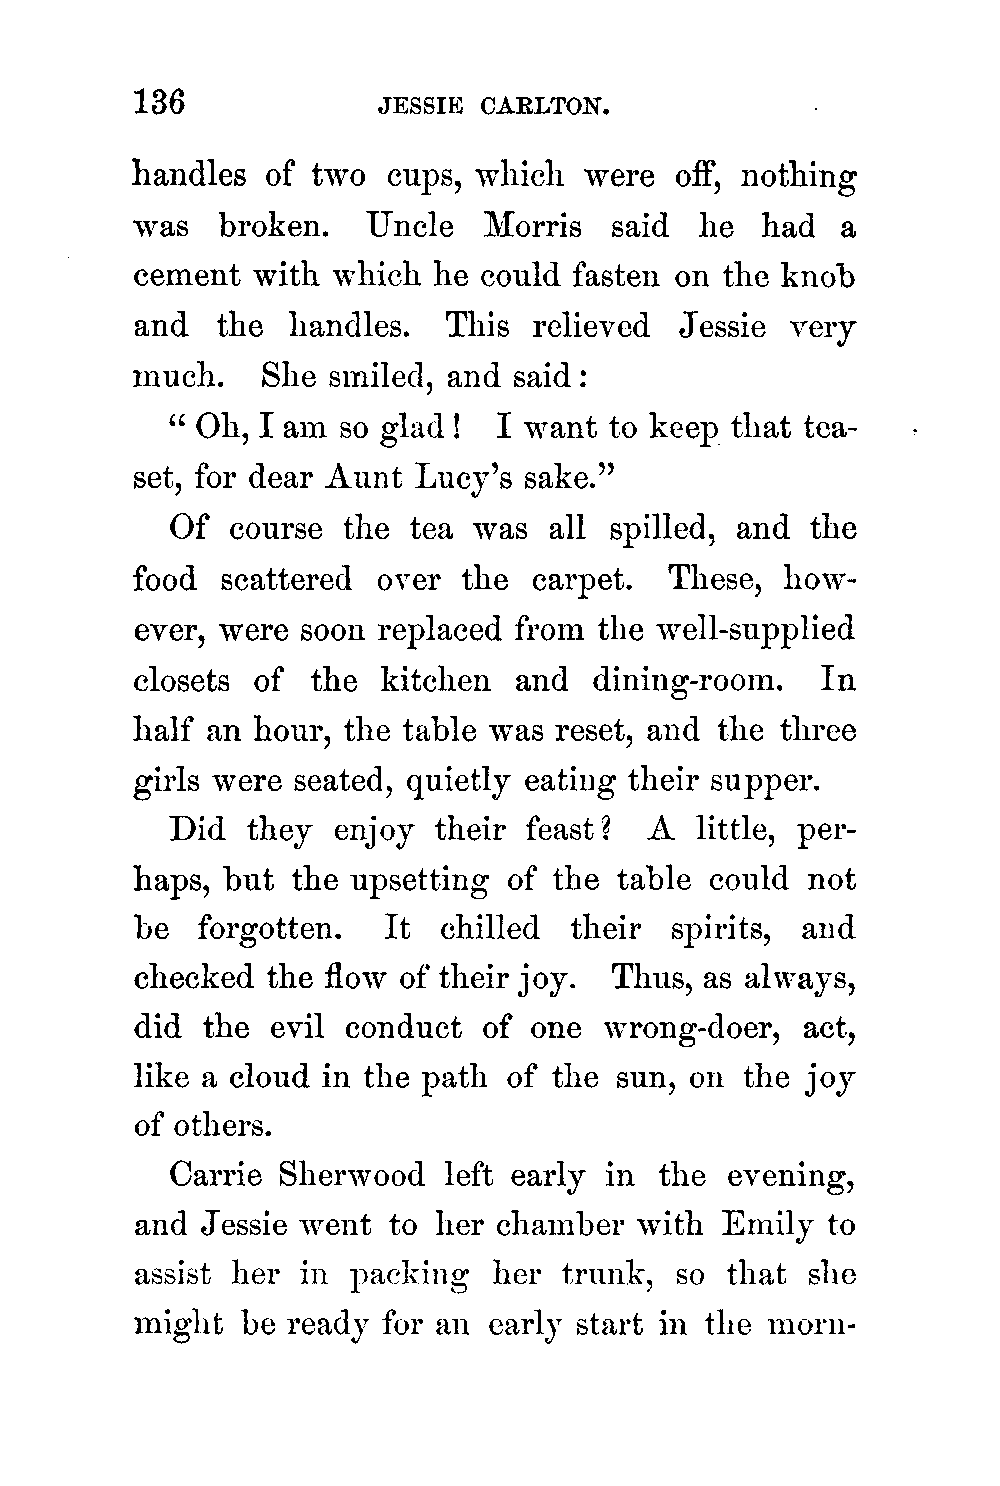 136 JESSIE CARLTON.
handles of two cups, which were off, nothing
was broken. Uncle Morris said he had a
cement with which he could fasten on the knob
and the handles. This relieved Jessie very
much. She smiled, and said:
“Oh, I am so glad! I want to keep that tea-
set, for dear Aunt Lucy’s sake.”
Of course the tea was all spilled, and the
food scattered over the carpet. These, how-
ever, were soon replaced from the well-supplied
closets of the kitchen and dining-room. In
half an hour, the table was reset, and the three
girls were seated, quietly eating their supper.
Did they enjoy their feast? A little, per-
haps, but the upsetting of the table could not
be forgotten. It chilled their spirits, and
checked the flow of their joy. Thus, as always,
did the evil conduct of one wrong-doer, act,
like a cloud in the path of the sun, on the joy
of others.
Carrie Sherwood left early in the evening,
and Jessie went to her chamber with Emily to
assist her in packing her trunk, so that she
might be ready for an early start in the morn-